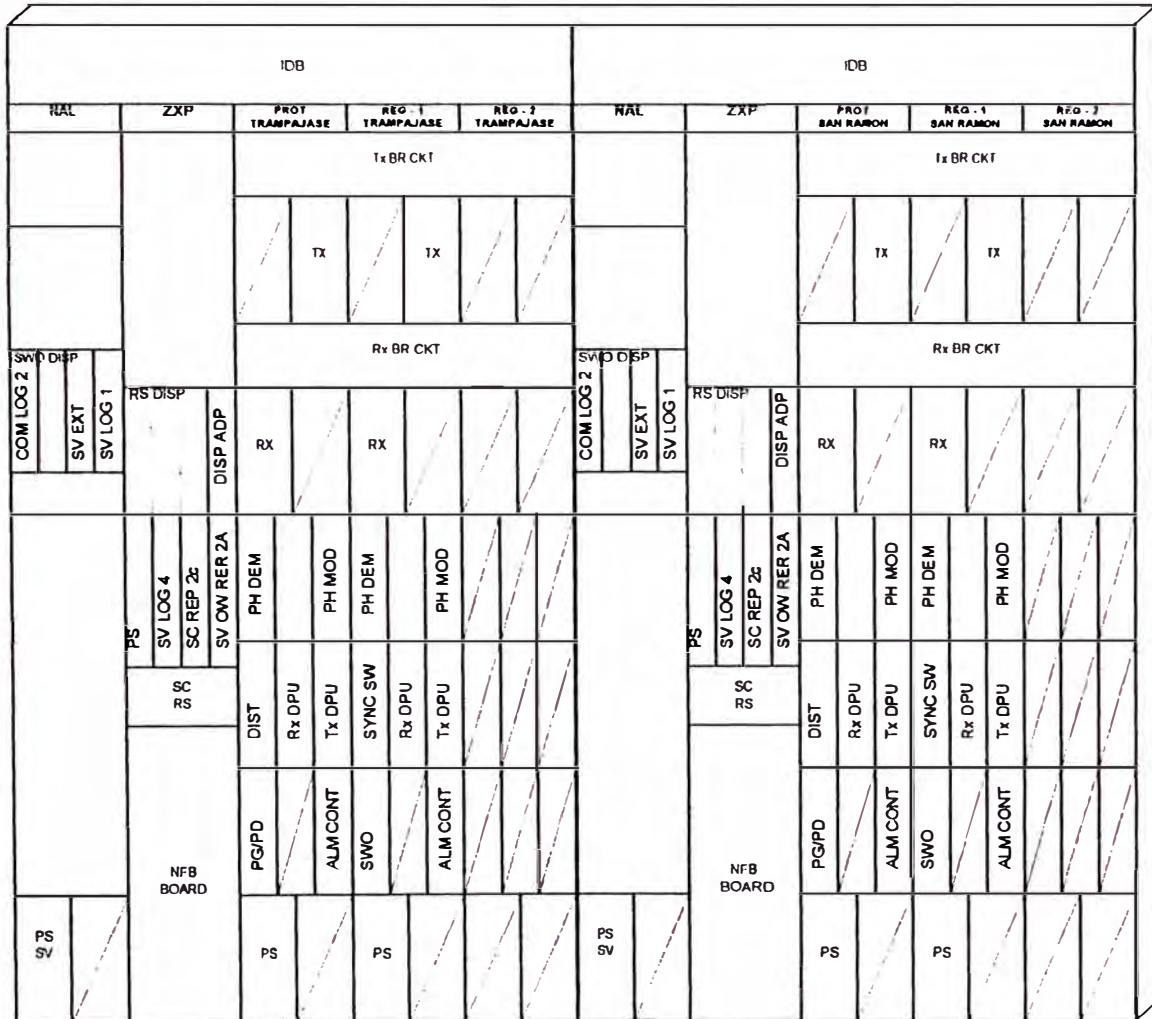 IDB
IDB
NAL
ZXP
PROT
TRAMPAJASE
REG - 1
TRAMPAJASE
REG - 2
TRAMPAJASE
NAL
ZXP
PROT
SAN RAMON
REG - 1
SAN RAMON
REG - 2
SAN RAMON
Tx BR CKT
Tx BR CKT
TX
TX
TX
TX
Rx BR CKT
Rx BR CKT
SWO DISP
SWO DISP
COM LOG 2
SV EXT
SV LOG 1
COM LOG 2
SV EXT
SV LOG 1
RS DISP
DISP ADP
RX
RX
RS DISP
DISP ADP
RX
RX
PS
SV LOG 4
SC REP 2c
SV OW RER 2A
PH DEM
PH MOD
PH DEM
PH MOD
PS
SV LOG 4
SC REP 2c
SV OW RER 2A
PH DEM
PH MOD
PH DEM
PH MOD
SC
RS
DIST
Rx DPU
Tx DPU
SYNC SW
Rx DPU
Tx DPU
SC
RS
DIST
Rx DPU
Tx DPU
SYNC SW
Rx DPU
Tx DPU
NFB
BOARD
PG/PD
ALM CONT
SWO
ALM CONT
NFB
BOARD
PG/PD
ALM CONT
SWO
ALM CONT
PS
SV
PS
PS
PS
SV
PS
PS